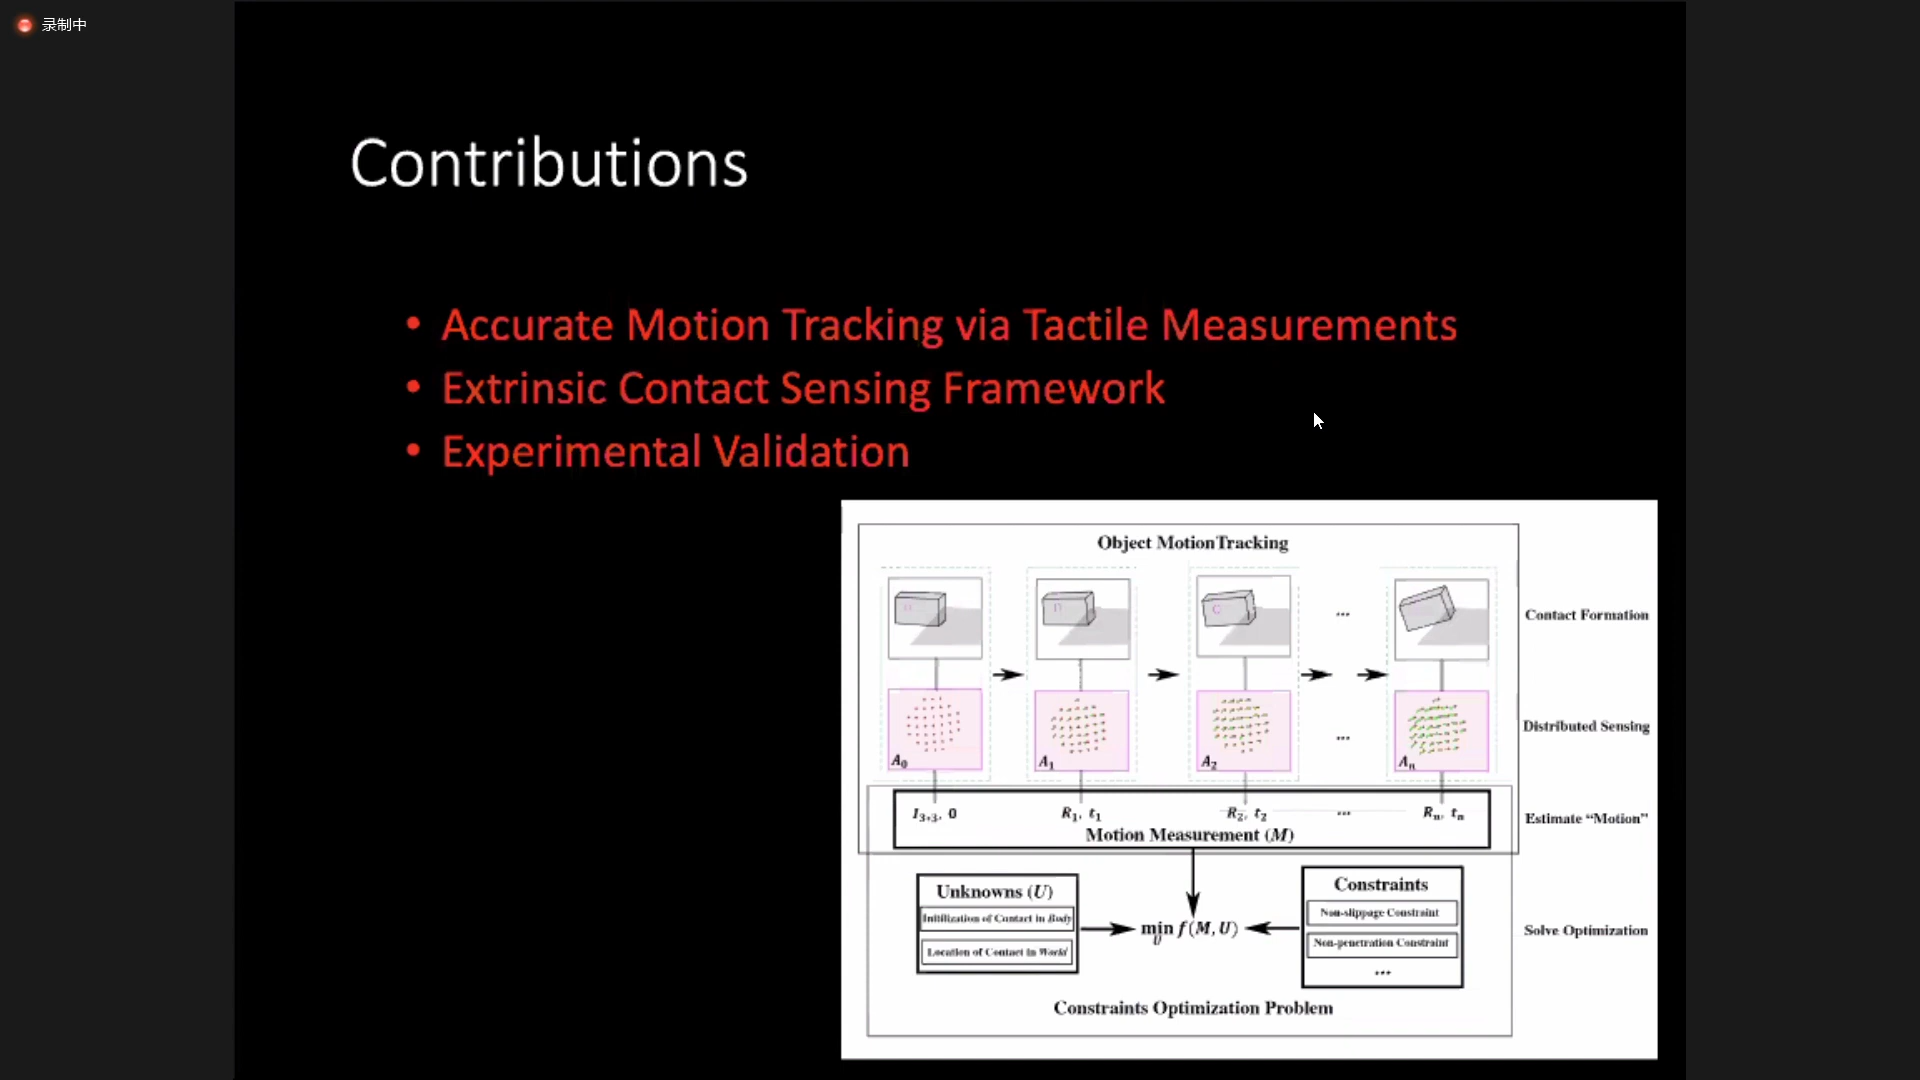 录制中
Contributions
• Accurate Motion Tracking via Tactile Measurements
• Extrinsic Contact Sensing Framework
• Experimental Validation
Object MotionTracking
... Contact Formation
A0 A1 A2 ... An Distributed Sensing
I3*3, 0 R1, t1 R2, t2 ... Rn, tn Estimate “Motion”
Motion Measurement (M)
Unknowns (U)
Initilization of Contact in Body
Location of Contact in World
min f(M, U)
U
Constraints
Non-slippage Constraint
Non-penetration Constraint
...
Solve Optimization
Constraints Optimization Problem